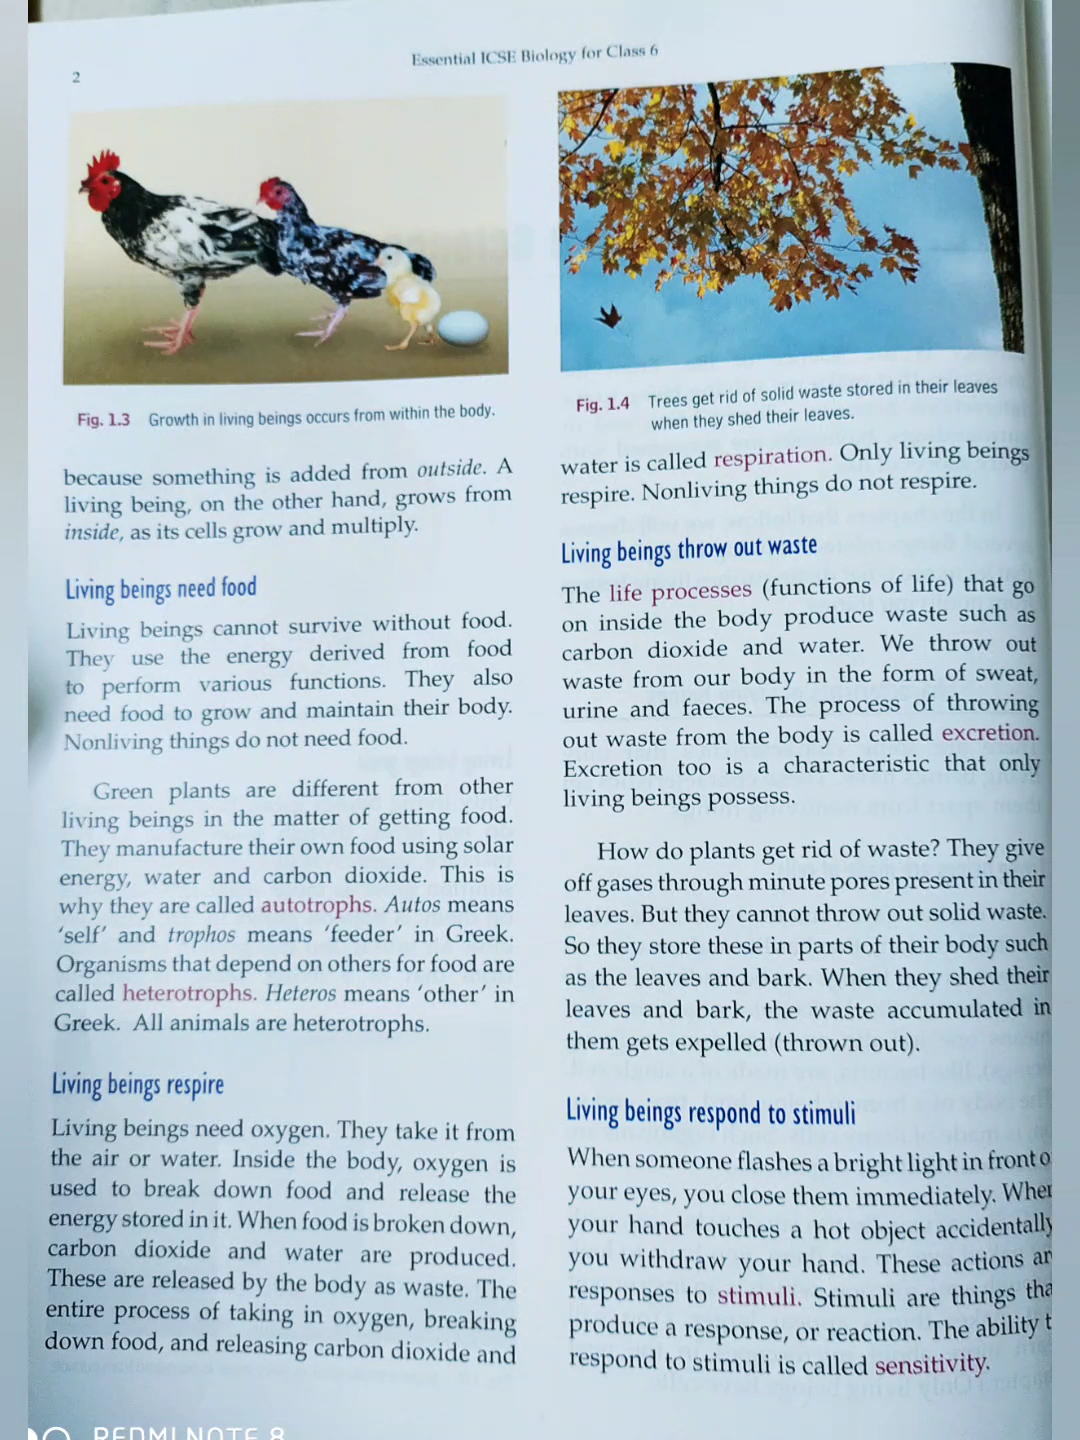 2
Essential ICSE Biology for Class 6
Fig. 1.3 Growth in living beings occurs from within the body.
because something is added from outside. A
living being, on the other hand, grows from
inside, as its cells grow and multiply.
Living beings need food
Living beings cannot survive without food.
They use the energy derived from food
to perform various functions. They also
need food to grow and maintain their body.
Nonliving things do not need food.
Green plants are different from other
living beings in the matter of getting food.
They manufacture their own food using solar
energy, water and carbon dioxide. This is
why they are called autotrophs. Autos means
‘self’ and trophos means ‘feeder’ in Greek.
Organisms that depend on others for food are
called heterotrophs. Heteros means ‘other’ in
Greek. All animals are heterotrophs.
Living beings respire
Living beings need oxygen. They take it from
the air or water. Inside the body, oxygen is
used to break down food and release the
energy stored in it. When food is broken down,
carbon dioxide and water are produced.
These are released by the body as waste. The
entire process of taking in oxygen, breaking
down food, and releasing carbon dioxide and
Fig. 1.4 Trees get rid of solid waste stored in their leaves
when they shed their leaves.
water is called respiration. Only living beings
respire. Nonliving things do not respire.
Living beings throw out waste
The life processes (functions of life) that go
on inside the body produce waste such as
carbon dioxide and water. We throw out
waste from our body in the form of sweat,
urine and faeces. The process of throwing
out waste from the body is called excretion.
Excretion too is a characteristic that only
living beings possess.
How do plants get rid of waste? They give
off gases through minute pores present in their
leaves. But they cannot throw out solid waste.
So they store these in parts of their body such
as the leaves and bark. When they shed their
leaves and bark, the waste accumulated in
them gets expelled (thrown out).
Living beings respond to stimuli
When someone flashes a bright light in front o
your eyes, you close them immediately. When
your hand touches a hot object accidentally
you withdraw your hand. These actions ar
responses to stimuli. Stimuli are things tha
produce a response, or reaction. The ability t
respond to stimuli is called sensitivity.
REDMI NOTE 8